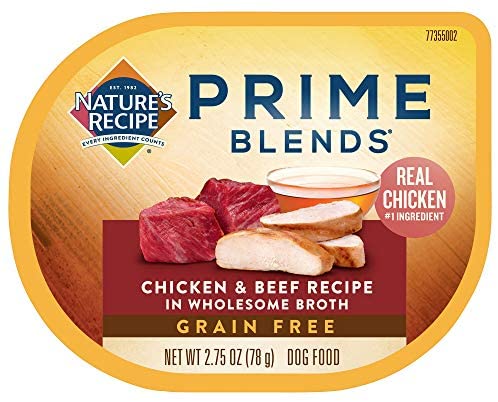 77355002
EST. 1982
NATURE'S
RECIPE
EVERY INGREDIENT COUNTS
®
PRIME
BLENDS®
REAL
CHICKEN
#1 INGREDIENT
CHICKEN & BEEF RECIPE
IN WHOLESOME BROTH
GRAIN FREE
NET WT 2.75 OZ (78 g) DOG FOOD